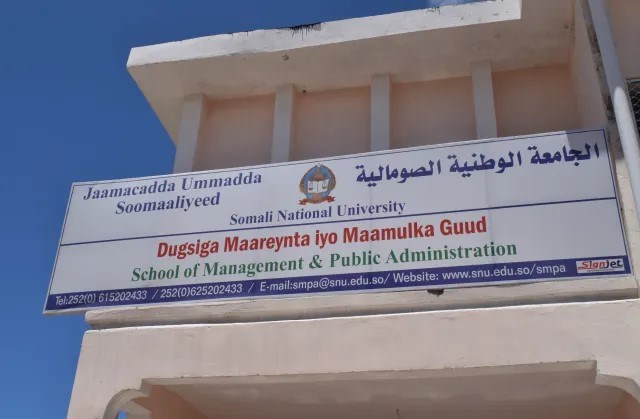 Jaamacadda Ummadda
Soomaaliyeed
الجامعة الوطنية الصومالية
Somali National University
Dugsiga Maareynta iyo Maamulka Guud
School of Management & Public Administration
Tel:252(0) 615202433 / 252(0)625202433 / E-mail:smpa@snu.edu.so/ Website: www.snu.edu.so/smpa
Signjet